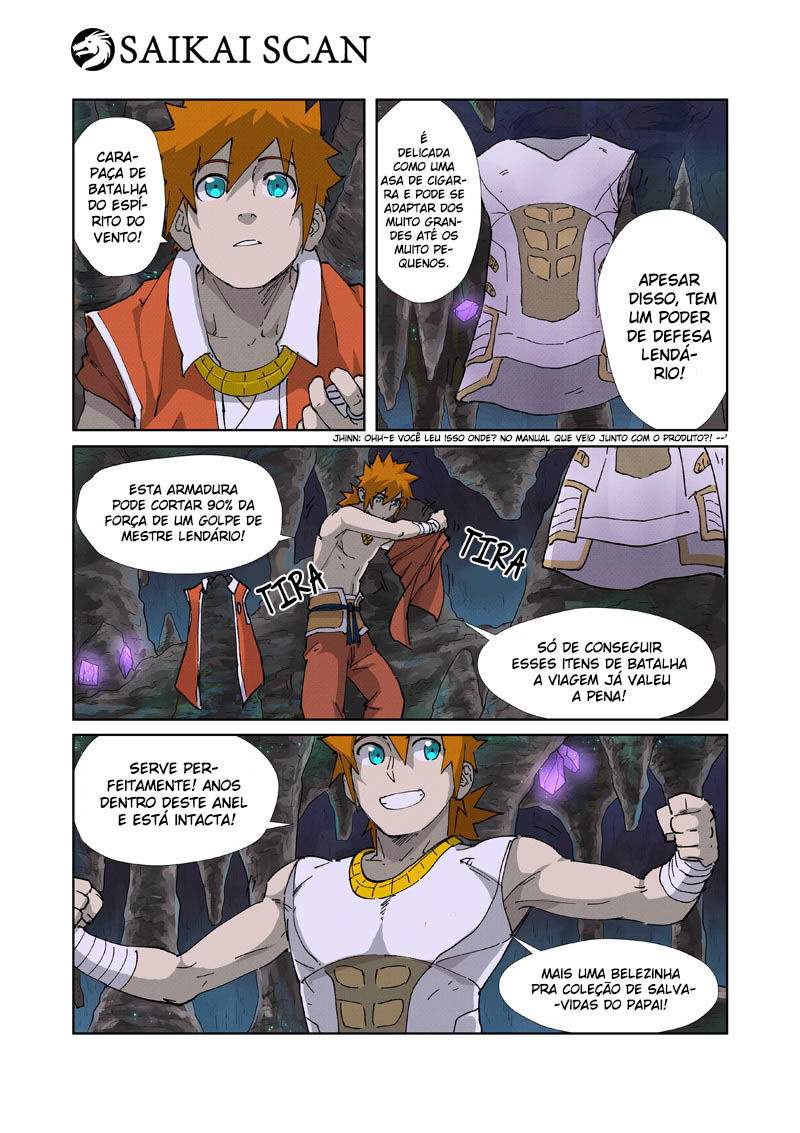 SAIKAI SCAN
CARA-
PAÇA DE
BATALHA
DO ESPÍ-
RITO DO
VENTO!
É
DELICADA
COMO UMA
ASA DE CIGAR-
RA E PODE SE
ADAPTAR DOS
MUITO GRAN-
DES ATÉ OS
MUITO PE-
QUENOS.
APESAR
DISSO, TEM
UM PODER
DE DEFESA
LENDÁ-
RIO!
JHINN: OHH-E VOCÊ LEU ISSO ONDE? NO MANUAL QUE VEIO JUNTO COM O PRODUTO?! --'
ESTA ARMADURA
PODE CORTAR 90% DA
FORÇA DE UM GOLPE DE
MESTRE LENDÁRIO!
TIRA
TIRA
SÓ DE CONSEGUIR
ESSES ITENS DE BATALHA
A VIAGEM JÁ VALEU
A PENA!
SERVE PER-
FEITAMENTE! ANOS
DENTRO DESTE ANEL
E ESTÁ INTACTA!
MAIS UMA BELEZINHA
PRA COLEÇÃO DE SALVA-
-VIDAS DO PAPAI!